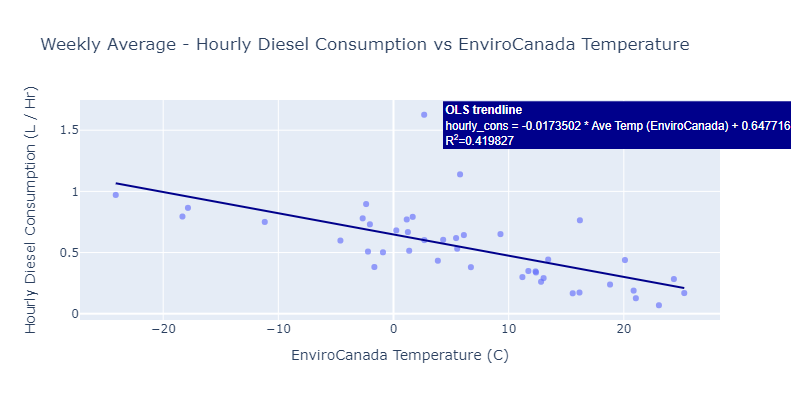 Weekly Average - Hourly Diesel Consumption vs EnviroCanada Temperature
OLS trendline
hourly_cons = -0.0173502 * Ave Temp (EnviroCanada) + 0.647716
R²=0.419827
Hourly Diesel Consumption (L / Hr)
1.5
1
0.5
0
−20
−10
0
10
20
EnviroCanada Temperature (C)